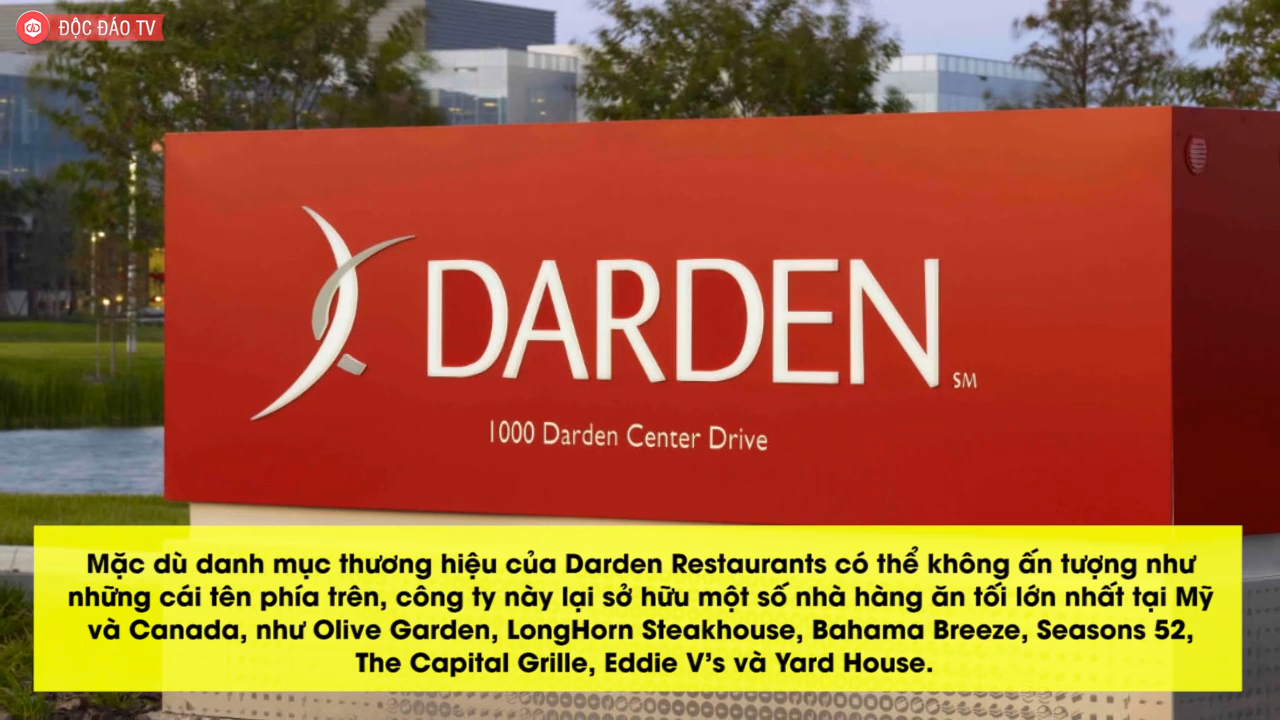 ĐỘC ĐÁO TV
DARDEN
SM
1000 Darden Center Drive
Mặc dù danh mục thương hiệu của Darden Restaurants có thể không ấn tượng như
những cái tên phía trên, công ty này lại sở hữu một số nhà hàng ăn tối lớn nhất tại Mỹ
và Canada, như Olive Garden, LongHorn Steakhouse, Bahama Breeze, Seasons 52,
The Capital Grille, Eddie V's và Yard House.